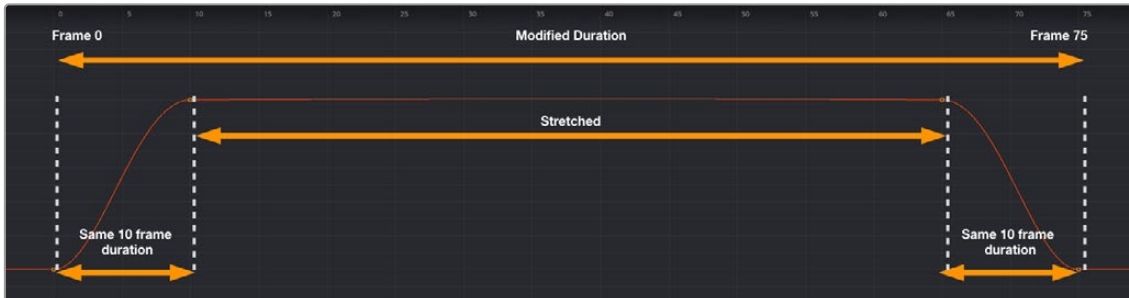 0 5 10 15 20 25 30 35 40 45 50 55 60 65 70 75
Frame 0 Modified Duration Frame 75
Stretched
Same 10 frame
duration
Same 10 frame
duration